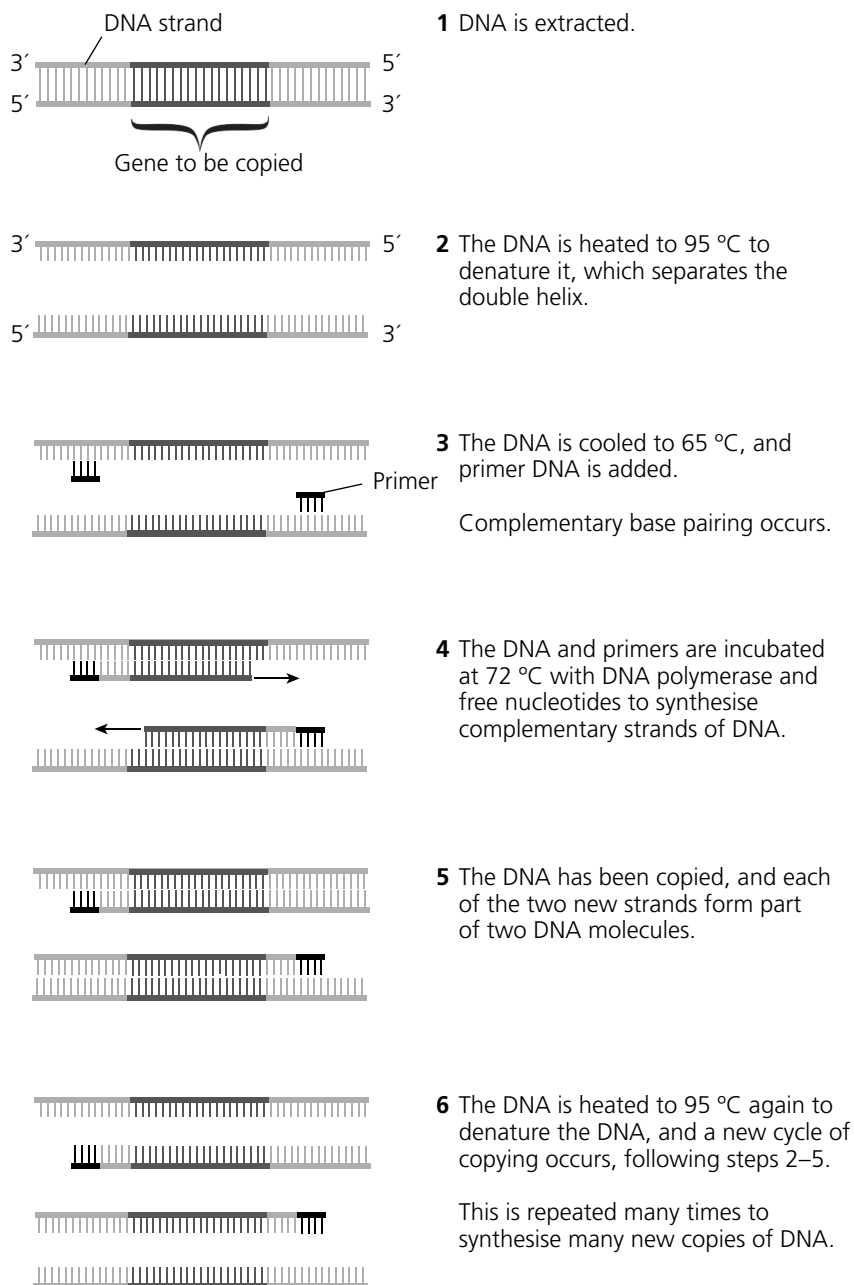 DNA strand
3′
5′
5′
3′
Gene to be copied
1 DNA is extracted.
3′
5′
5′
3′
2 The DNA is heated to 95 ºC to
denature it, which separates the
double helix.
Primer
3 The DNA is cooled to 65 ºC, and
primer DNA is added.
Complementary base pairing occurs.
4 The DNA and primers are incubated
at 72 ºC with DNA polymerase and
free nucleotides to synthesise
complementary strands of DNA.
5 The DNA has been copied, and each
of the two new strands form part
of two DNA molecules.
6 The DNA is heated to 95 ºC again to
denature the DNA, and a new cycle of
copying occurs, following steps 2–5.
This is repeated many times to
synthesise many new copies of DNA.